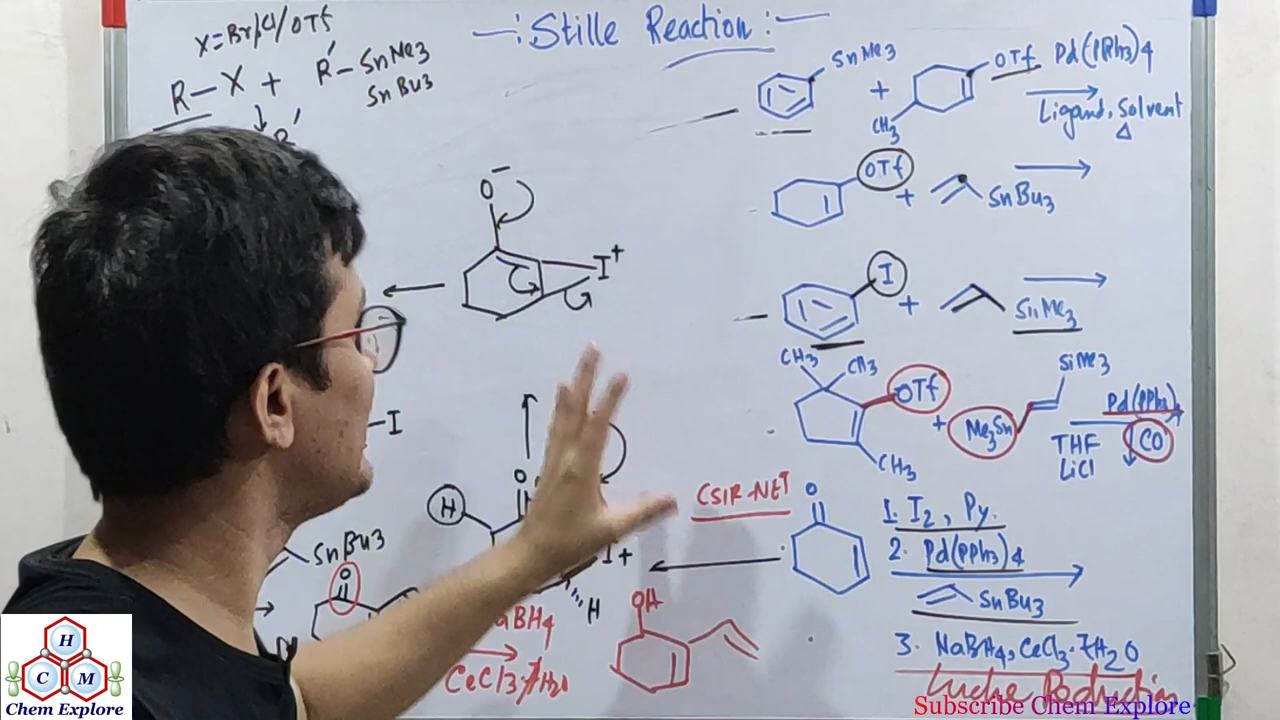 -: Stille Reaction :-
X=Br/Cl/OTf
R-X + R'-SnMe3
SnBu3
R'
SnMe3
+
OTf
CH3
Pd(PPh3)4
Ligand, Solvent
Δ
OTf
+
SnBu3
I
+
SiMe3
CH3
CH3
OTf
CH3
+
Me3Sn
SiMe3
Pd(PPh3)4
THF
CO
LiCl
O-
I+
I
H
O
I+
H
CSIR-NET
O
1. I2, Py.
2. Pd(PPh3)4
SnBu3
3. NaBH4, CeCl3.7H2O
Luche Reduction
SnBu3
O
NaBH4
CeCl3.7H2O
OH
H
C M
Chem Explore
Subscribe Chem Explore